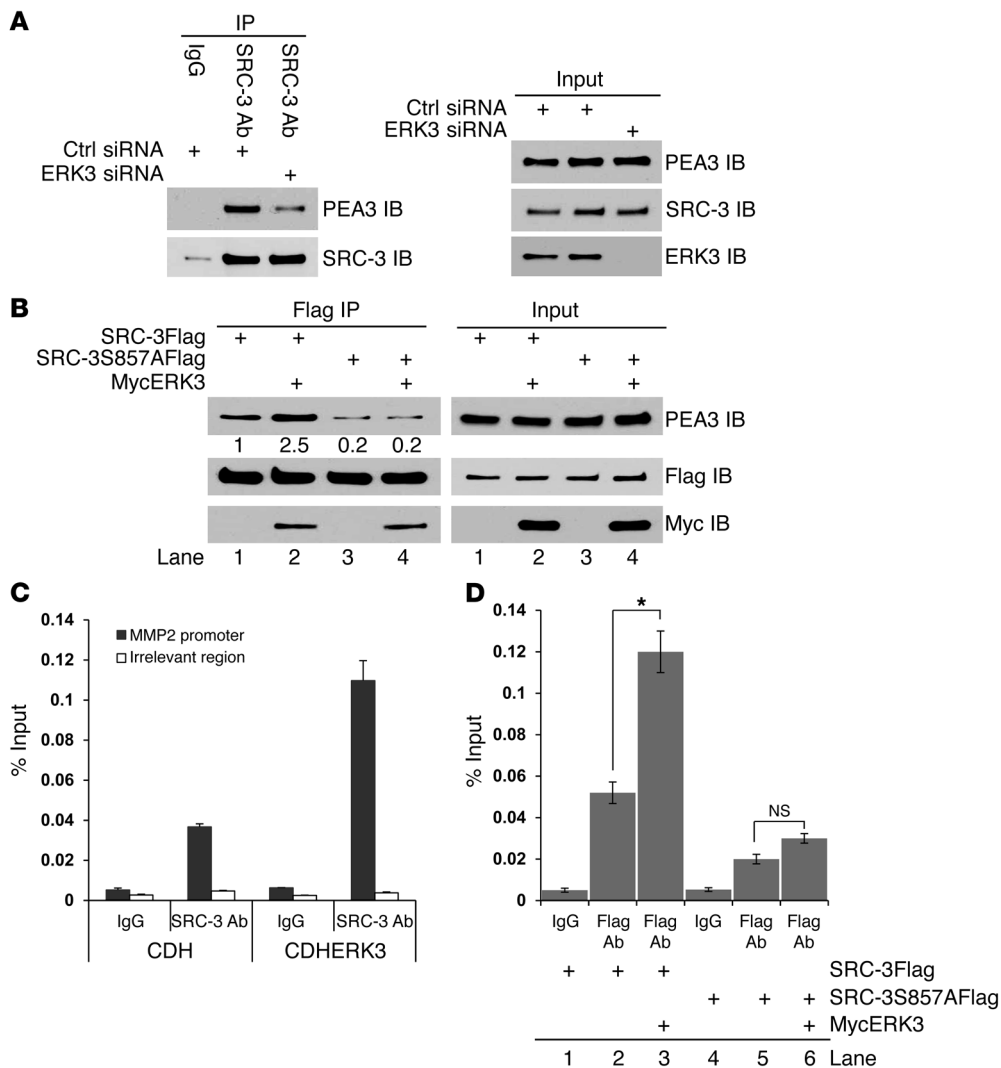 A
IP
IgG
SRC-3 Ab
SRC-3 Ab
Ctrl siRNA + +
ERK3 siRNA +
PEA3 IB
SRC-3 IB
Input
Ctrl siRNA + +
ERK3 siRNA +
PEA3 IB
SRC-3 IB
ERK3 IB
B
Flag IP Input
SRC-3Flag + + + +
SRC-3S857AFlag + + + +
MycERK3 + + + +
PEA3 IB
1 2.5 0.2 0.2
Flag IB
Myc IB
Lane 1 2 3 4 1 2 3 4
C
% Input
0.14
0.12
0.1
0.08
0.06
0.04
0.02
0
MMP2 promoter
Irrelevant region
IgG SRC-3 Ab IgG SRC-3 Ab
CDH CDHERK3
D
% Input
0.14
0.12
0.1
0.08
0.06
0.04
0.02
0
*
NS
IgG Flag Ab Flag Ab IgG Flag Ab Flag Ab
+ + + SRC-3Flag
+ + + SRC-3S857AFlag
+ + MycERK3
1 2 3 4 5 6 Lane